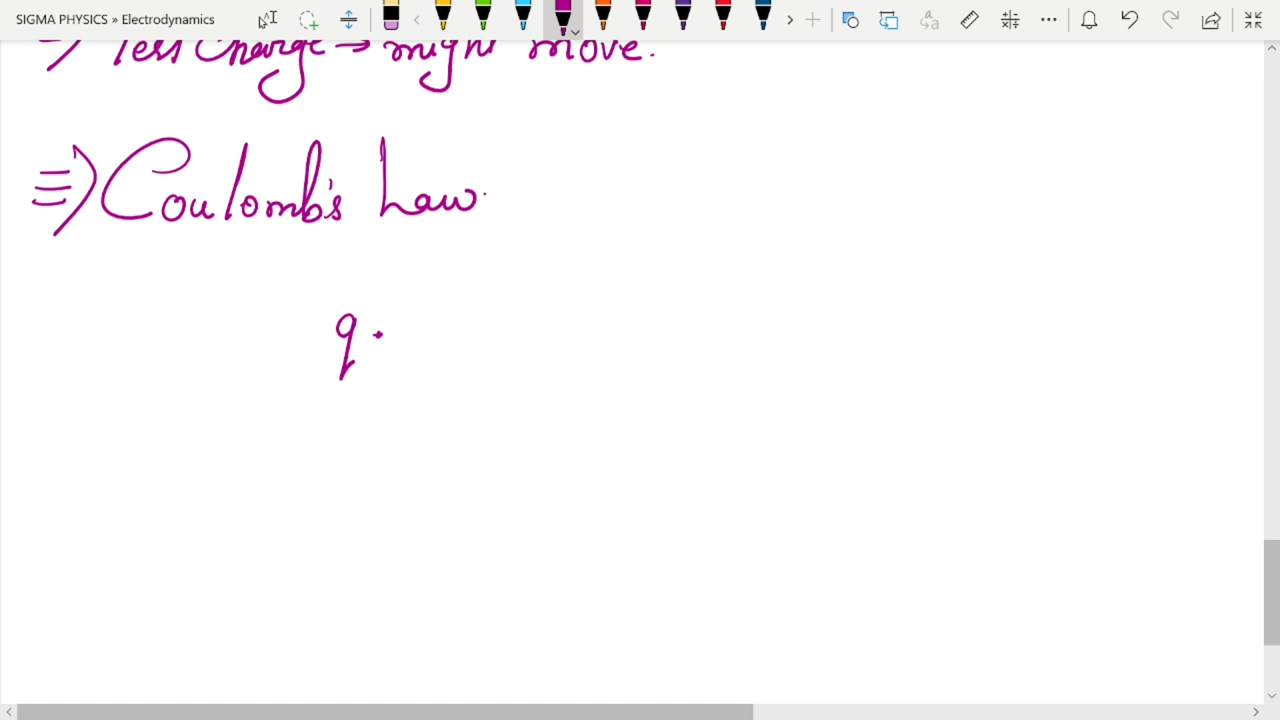 SIGMA PHYSICS » Electrodynamics
⇒ Test Charge → might move.
⇒ Coulomb's Law.
q